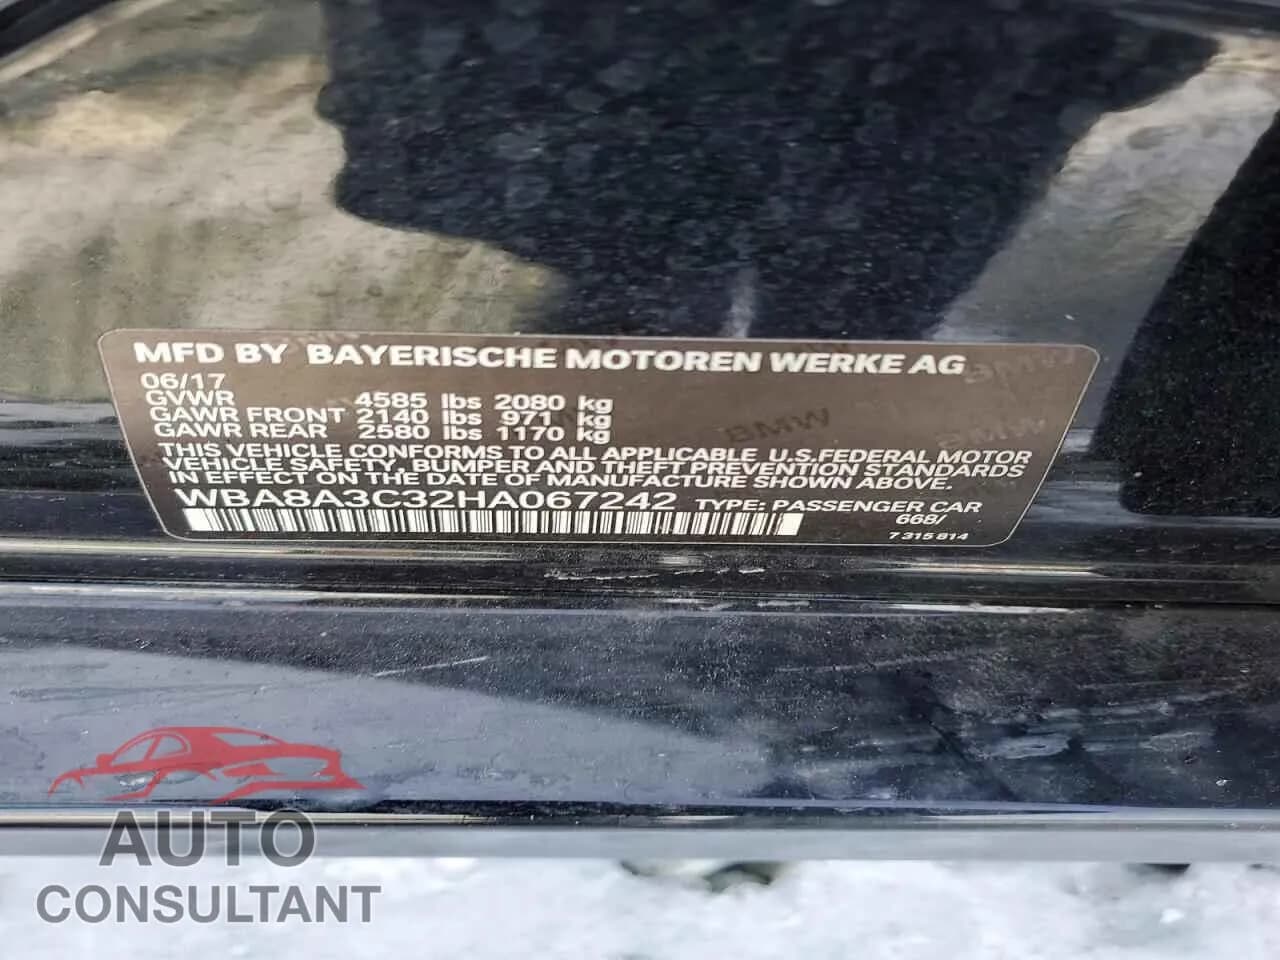 MFD BY BAYERISCHE MOTOREN WERKE AG
06/17
GVWR 4585 lbs 2080 kg
GAWR FRONT 2140 lbs 971 kg
GAWR REAR 2580 lbs 1170 kg
THIS VEHICLE CONFORMS TO ALL APPLICABLE U.S.FEDERAL MOTOR
VEHICLE SAFETY, BUMPER AND THEFT PREVENTION STANDARDS
IN EFFECT ON THE DATE OF MANUFACTURE SHOWN ABOVE.
WBA8A3C32HA067242 TYPE: PASSENGER CAR
668/
7 315 814
AUTO
CONSULTANT